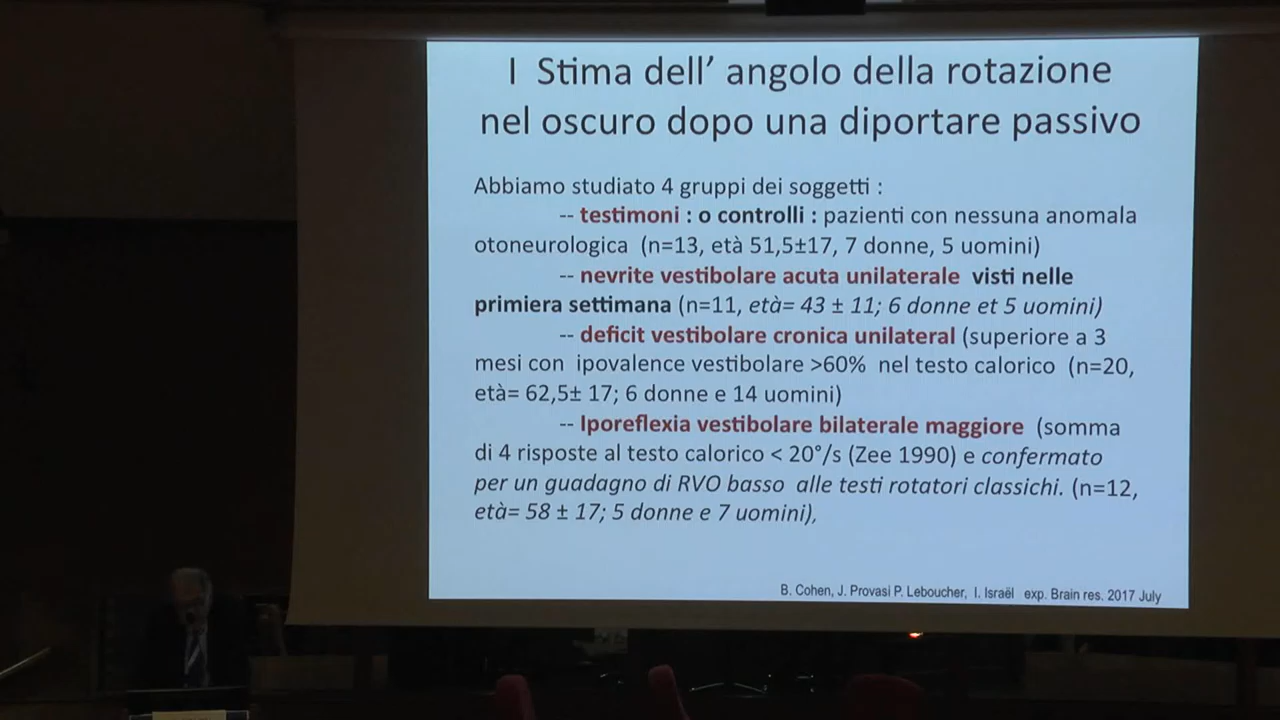 I Stima dell’ angolo della rotazione
nel oscuro dopo una diportare passivo
Abbiamo studiato 4 gruppi dei soggetti :
-- testimoni : o controlli : pazienti con nessuna anomala
otoneurologica (n=13, età 51,5±17, 7 donne, 5 uomini)
-- nevrite vestibolare acuta unilaterale visti nelle
primiera settimana (n=11, età= 43 ± 11; 6 donne et 5 uomini)
-- deficit vestibolare cronica unilateral (superiore a 3
mesi con ipovalence vestibolare >60% nel testo calorico (n=20,
età= 62,5± 17; 6 donne e 14 uomini)
-- Iporeflexia vestibolare bilaterale maggiore (somma
di 4 risposte al testo calorico < 20°/s (Zee 1990) e confermato
per un guadagno di RVO basso alle testi rotatori classichi. (n=12,
età= 58 ± 17; 5 donne e 7 uomini),
B. Cohen, J. Provasi P. Leboucher, I. Israël exp. Brain res. 2017 July